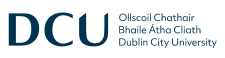 DCU
Ollscoil Chathair
Bhaile Átha Cliath
Dublin City University